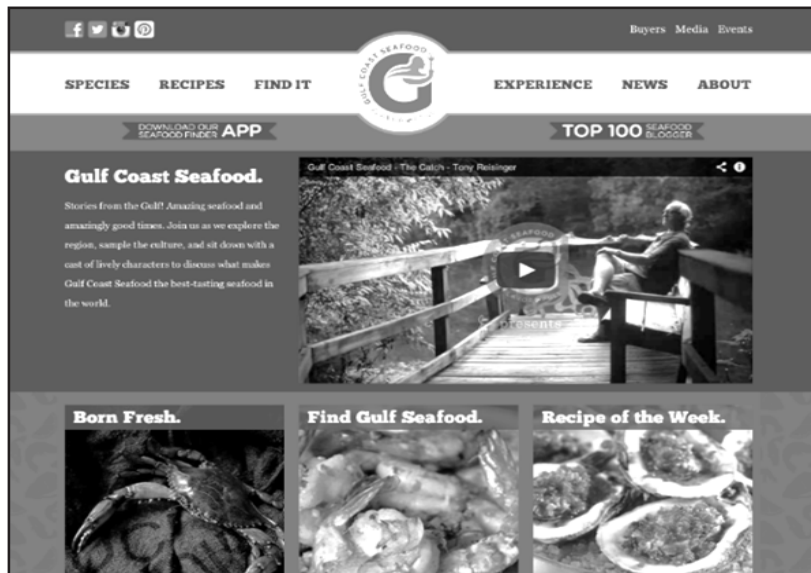 Buyers Media Events
SPECIES RECIPES FIND IT
GULF COAST SEAFOOD
G
EXPERIENCE NEWS ABOUT
DOWNLOAD OUR
SEAFOOD FINDER APP
TOP 100 SEAFOOD
BLOGGER
Gulf Coast Seafood.
Stories from the Gulf! Amazing seafood and
amazingly good times. Join us as we explore the
region, sample the culture, and sit down with a
cast of lively characters to discuss what makes
Gulf Coast Seafood the best-tasting seafood in
the world.
Gulf Coast Seafood - The Catch - Tony Reisinger
presents
Born Fresh.
Find Gulf Seafood.
Recipe of the Week.